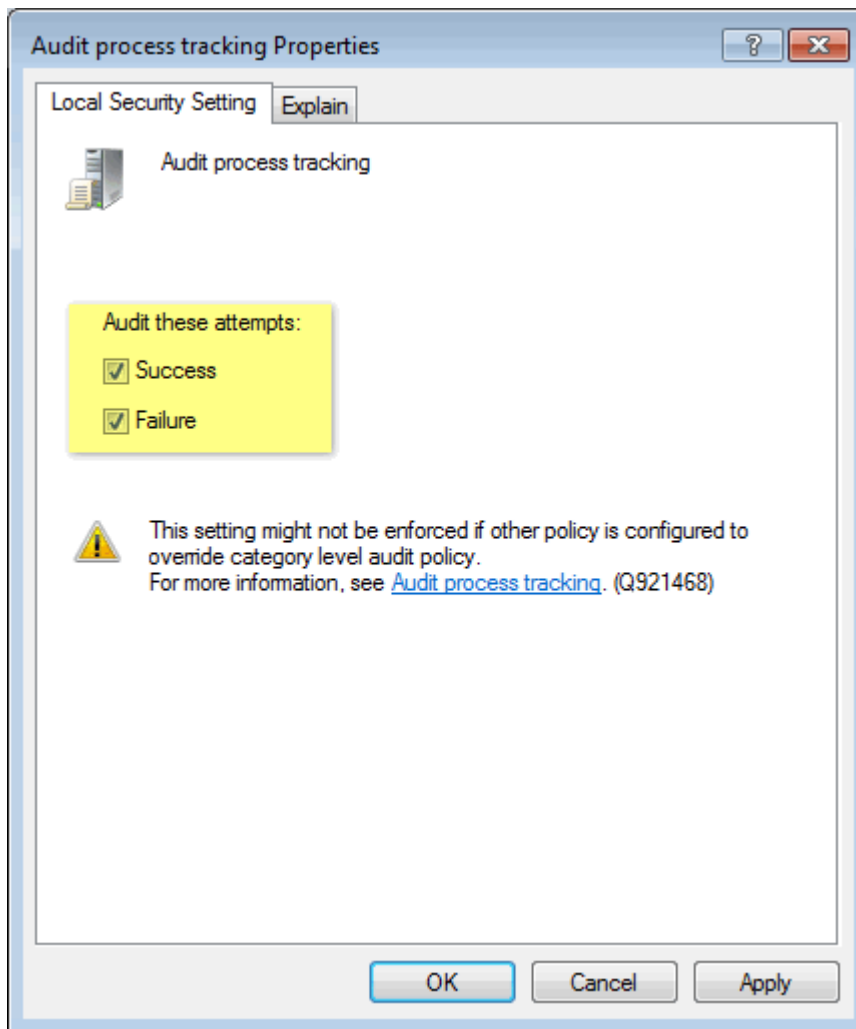 Audit process tracking Properties
Local Security Setting
Explain
Audit process tracking
Audit these attempts:
Success
Failure
This setting might not be enforced if other policy is configured to
override category level audit policy.
For more information, see Audit process tracking. (Q921468)
OK
Cancel
Apply